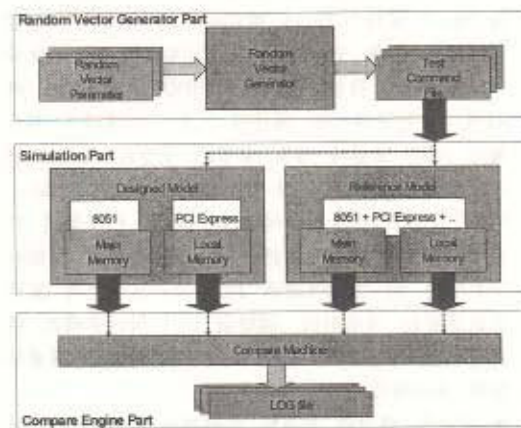 Random Vector Generator Part
Random
Vector
Parameter
Random
Vector
Generator
Test
Command
File
Simulation Part
Designed Model
8051
PCI Express
Main
Memory
Local
Memory
Reference Model
8051 + PCI Express + ..
Main
Memory
Local
Memory
Compare Machine
LOG file
Compare Engine Part